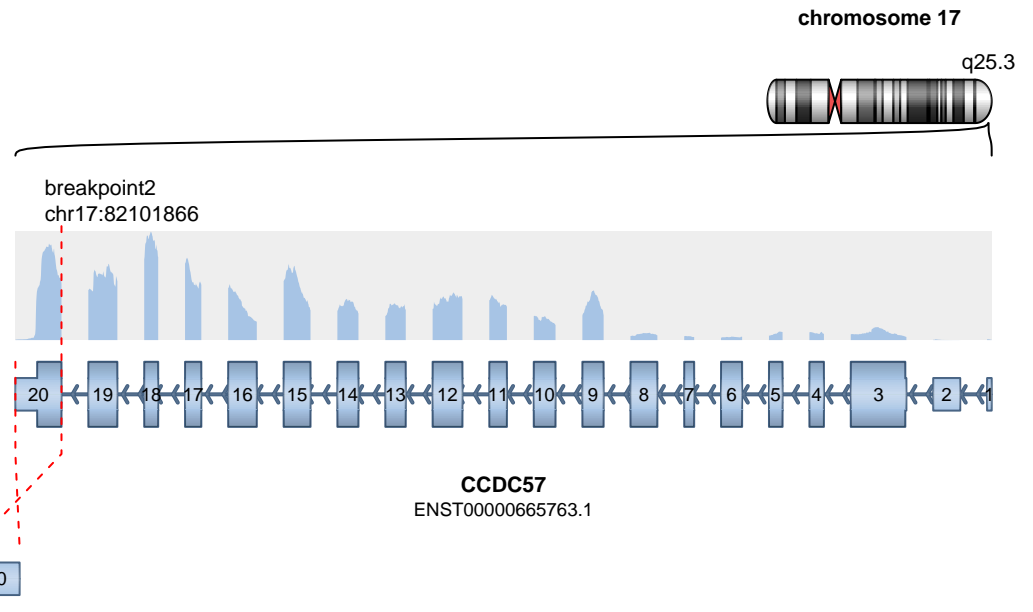 chromosome 17
q25.3
breakpoint2
chr17:82101866
20 19 18 17 16 15 14 13 12 11 10 9 8 7 6 5 4 3 2 1
CCDC57
ENST00000665763.1
0